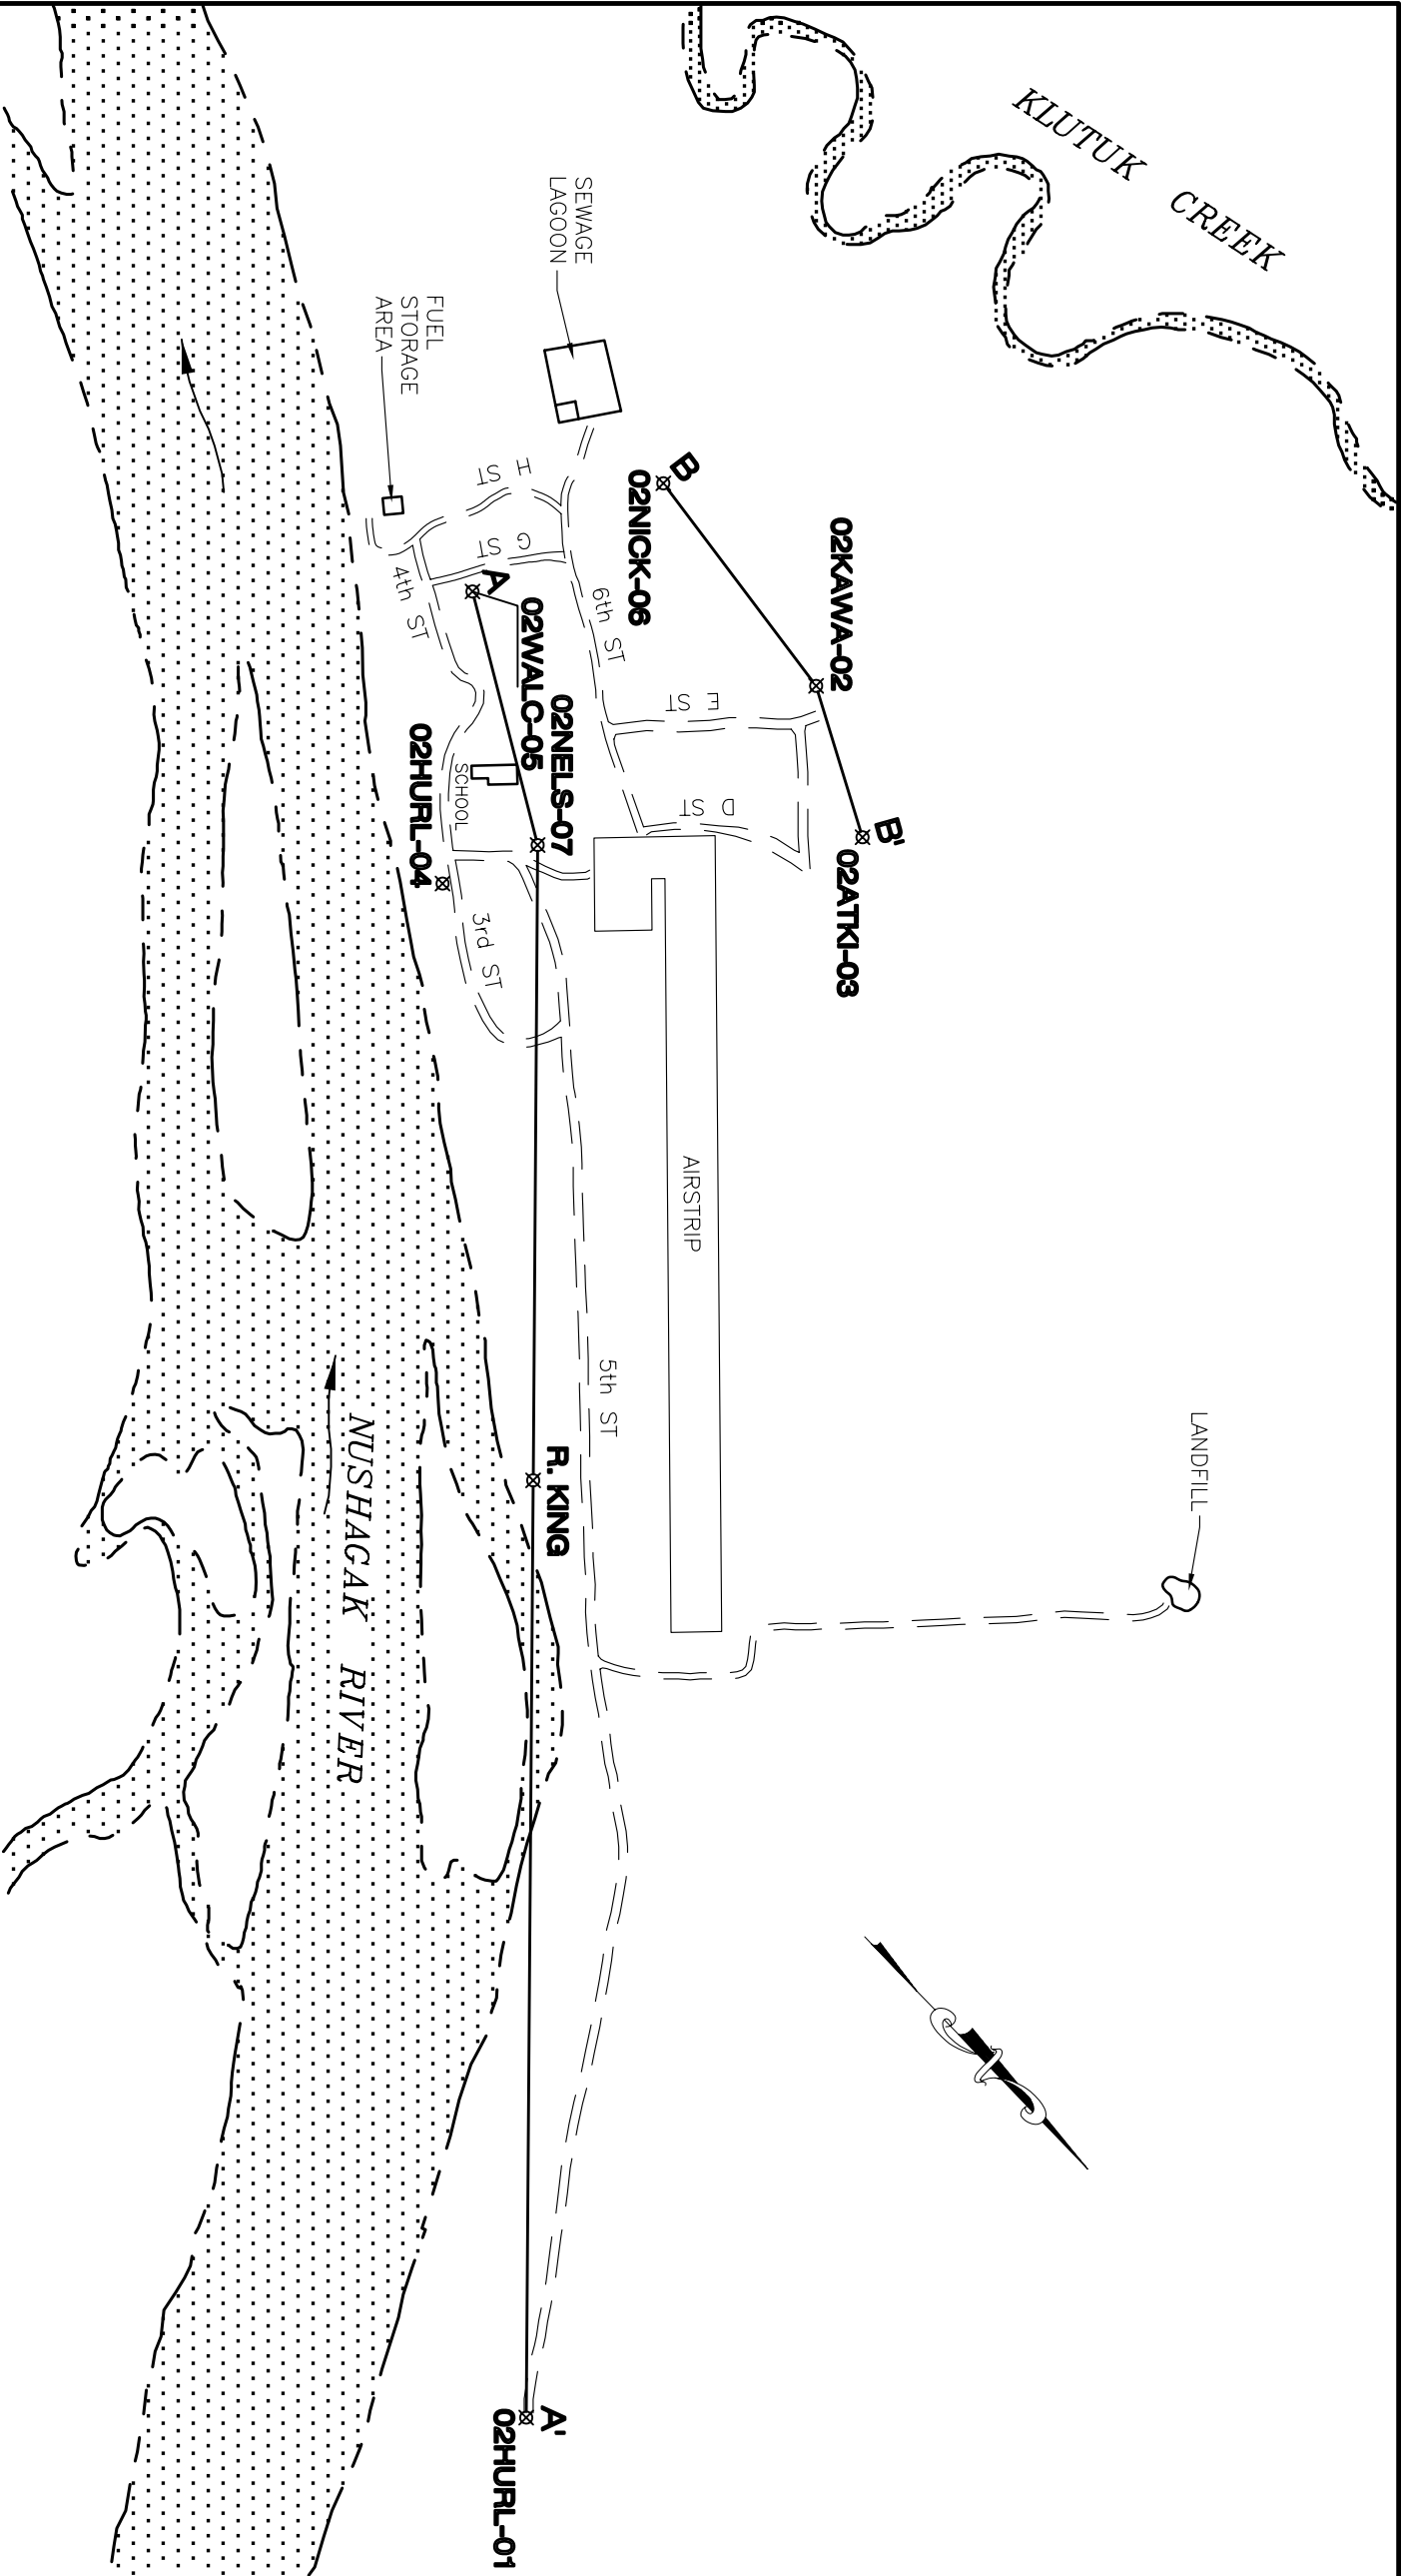 KLUTUK CREEK
SEWAGE
LAGOON
FUEL
STORAGE
AREA
H ST
G ST
4th ST
6th ST
E ST
D ST
B
02NICK-06
02KAWA-02
B'
02ATKI-03
A
02WALC-05
02NELS-07
SCHOOL
02HURL-04
3rd ST
AIRSTRIP
5th ST
R. KING
LANDFILL
NUSHAGAK RIVER
A'
02HURL-01